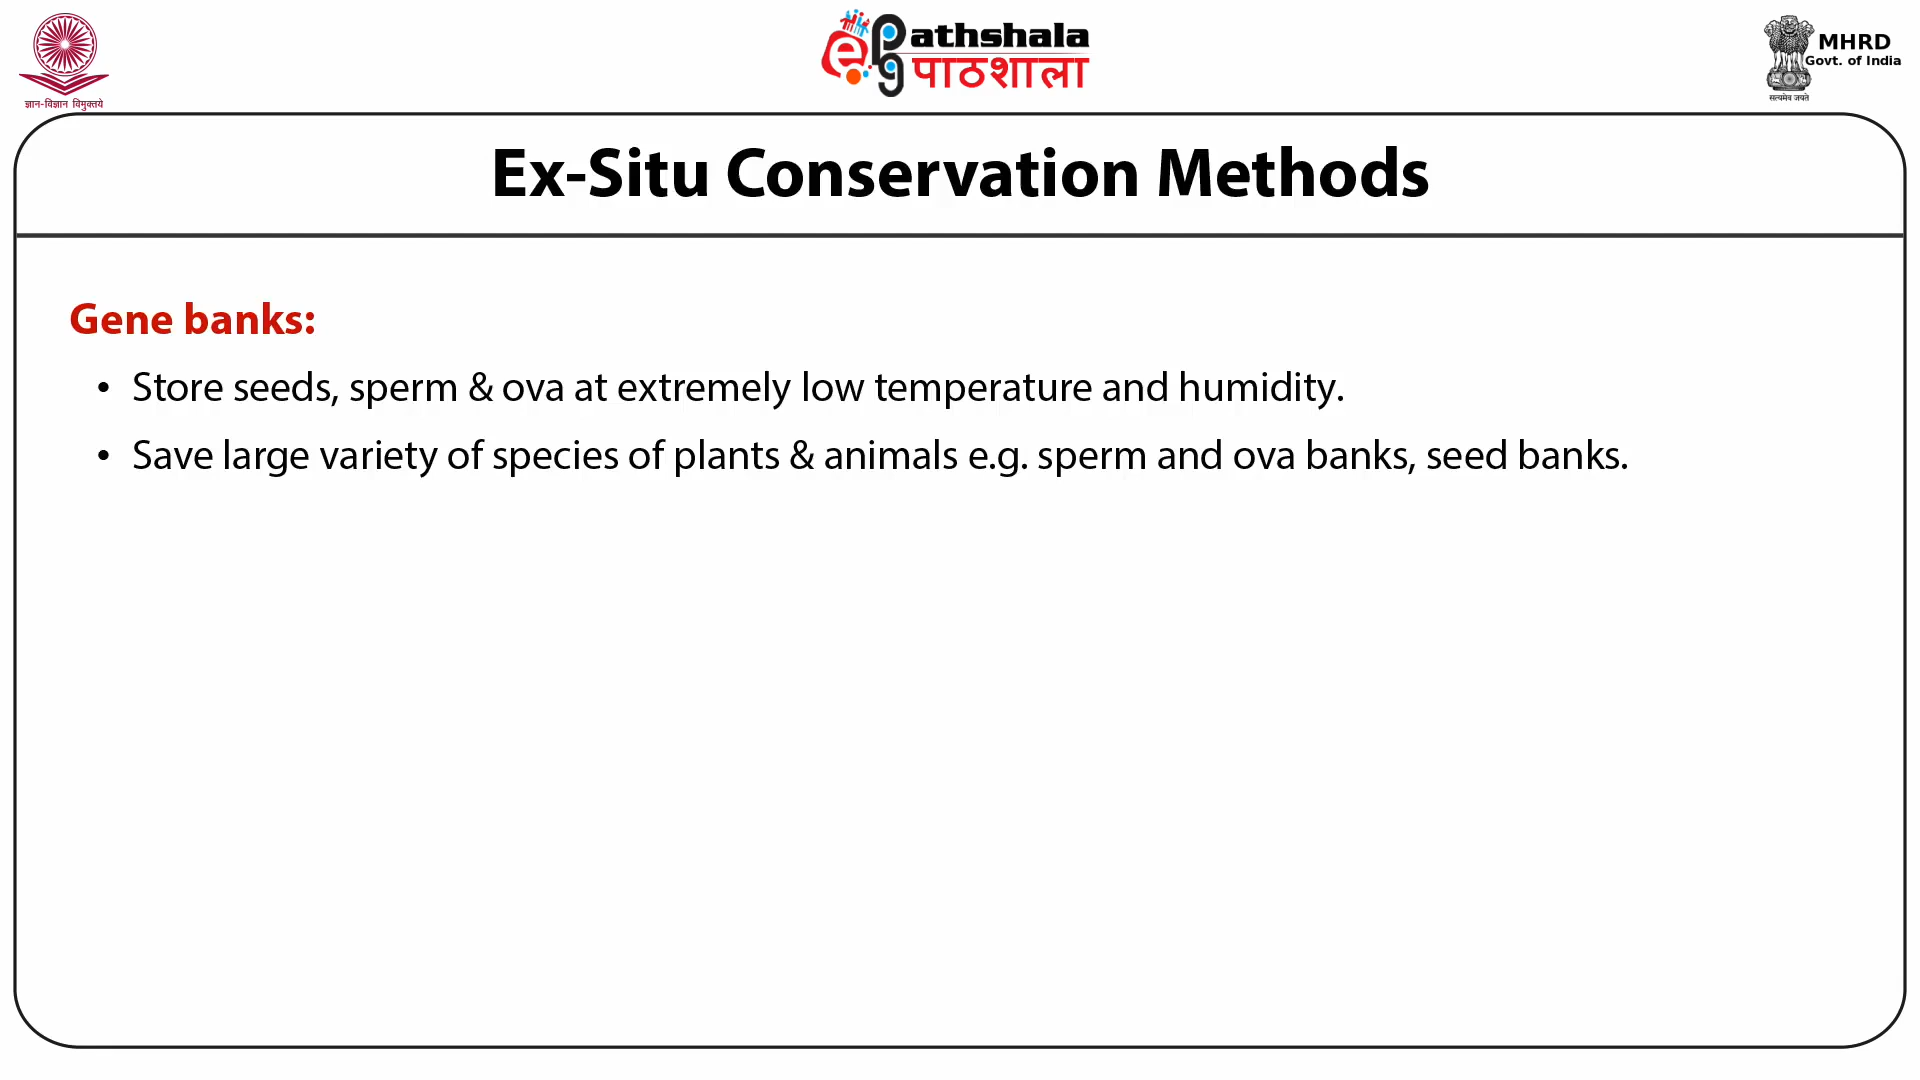 ज्ञान-विज्ञान विमुक्तये
e PG athshala
पाठशाला
MHRD
Govt. of India
सत्यमेव जयते
Ex-Situ Conservation Methods
Gene banks:
• Store seeds, sperm & ova at extremely low temperature and humidity.
• Save large variety of species of plants & animals e.g. sperm and ova banks, seed banks.